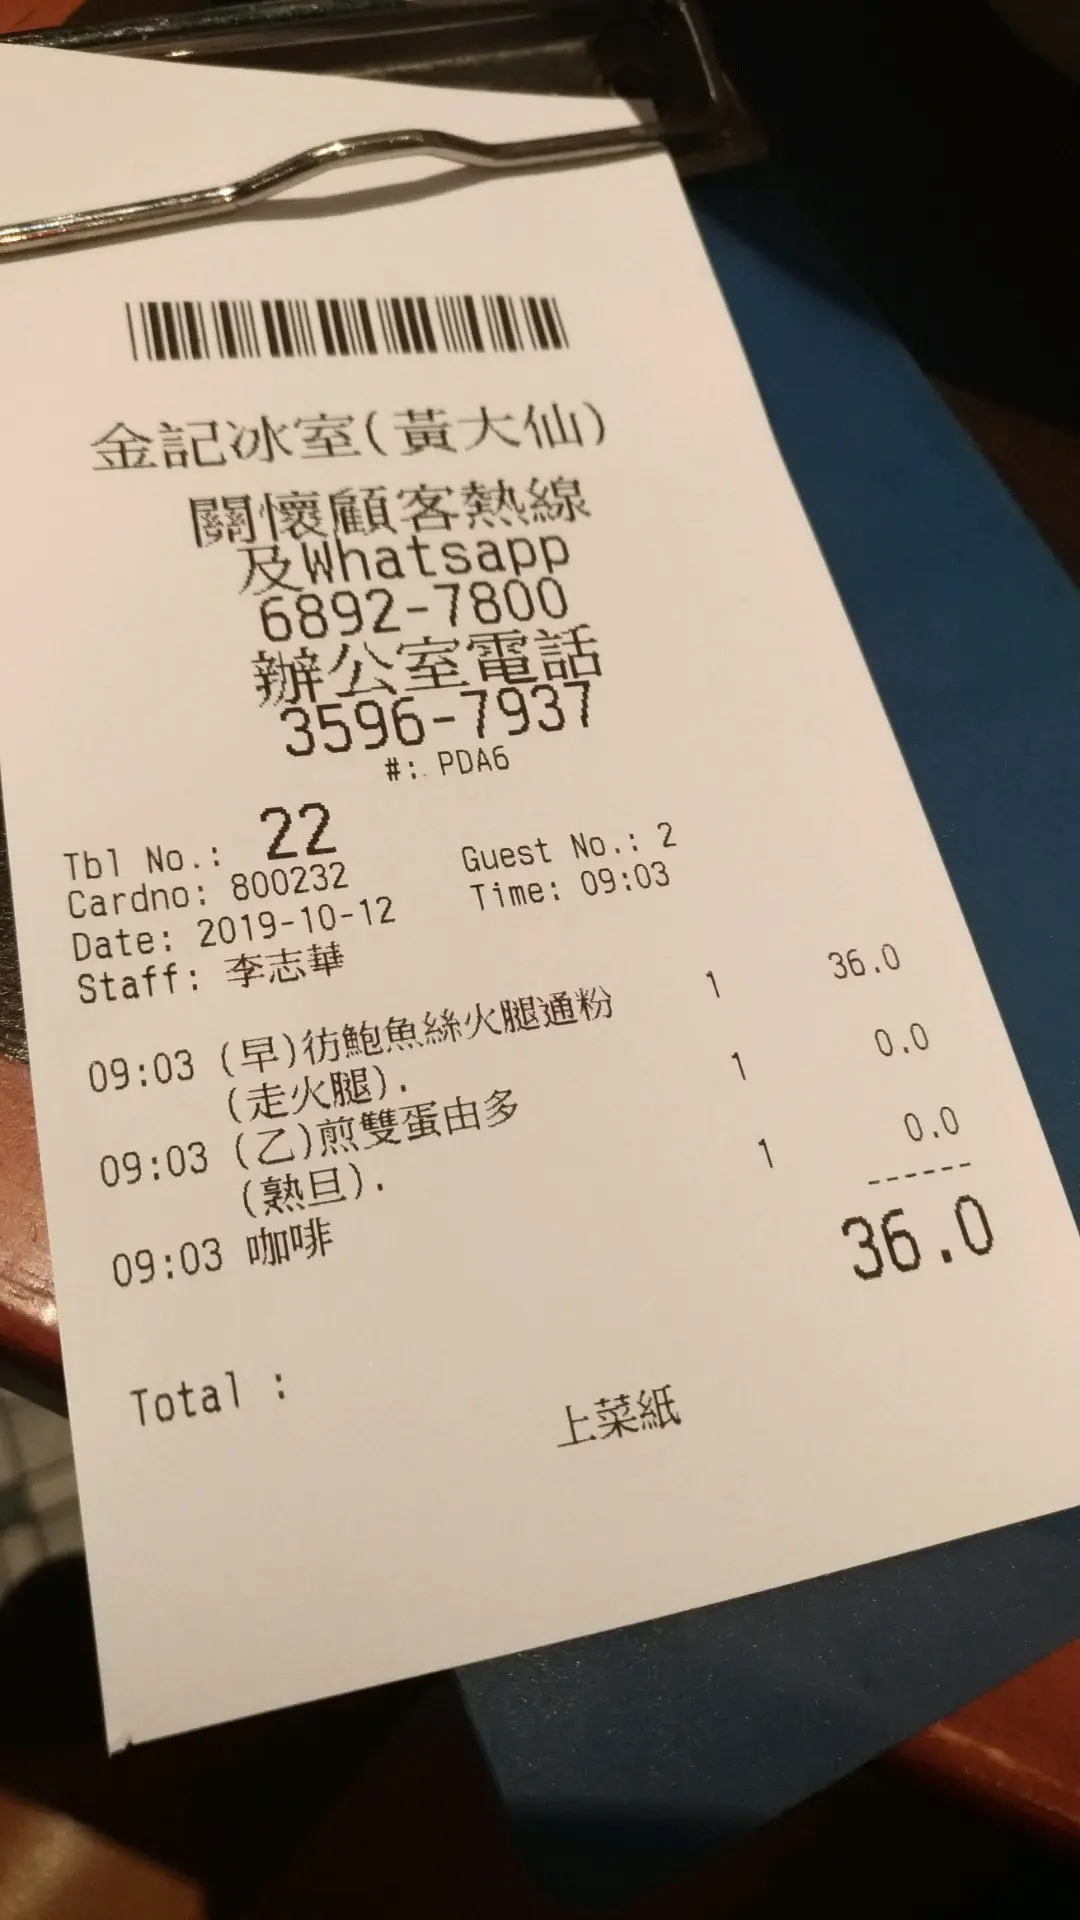 金記冰室(黃大仙)
關懷顧客熱線
及Whatsapp
6892-7800
辦公室電話
3596-7937
#: PDA6
Tbl No.: 22 Guest No.: 2
Cardno: 800232 Time: 09:03
Date: 2019-10-12
Staff: 李志華
09:03 (早)彷鮑魚絲火腿通粉 1 36.0
(走火腿).
09:03 (乙)煎雙蛋由多 1 0.0
(熟旦).
09:03 咖啡 1 0.0
------
Total : 36.0
上菜紙